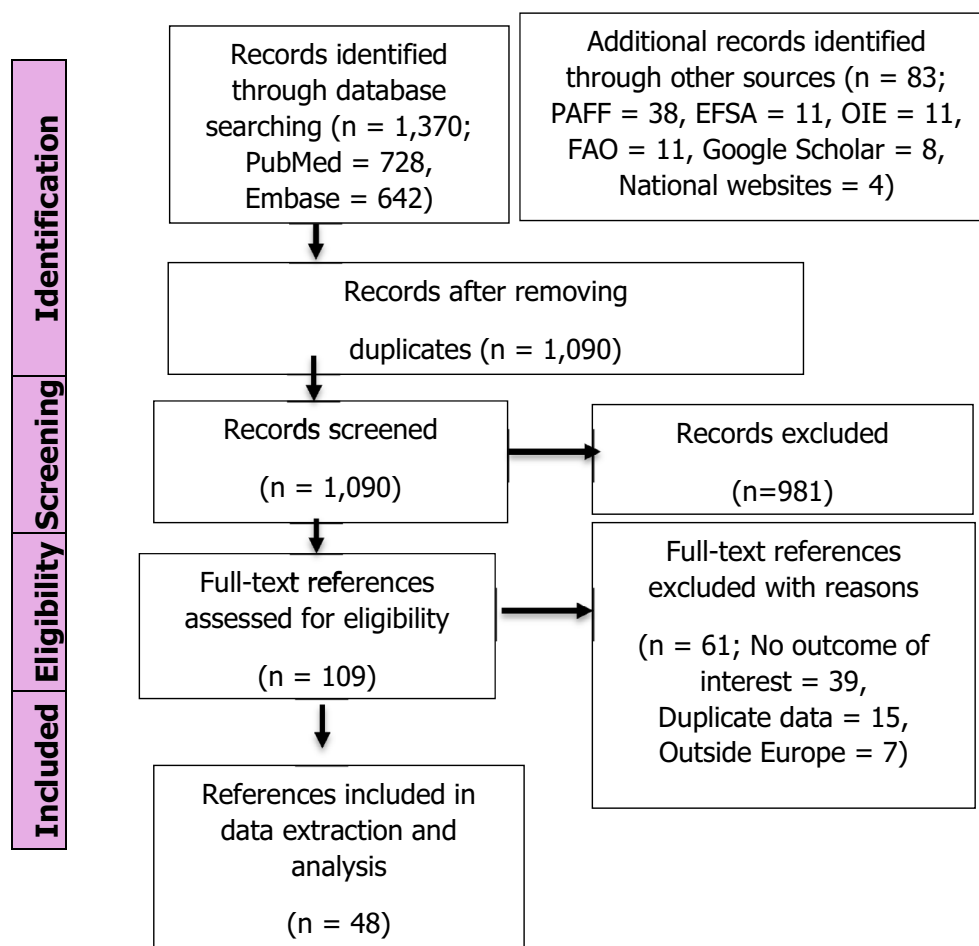 Identification
Records identified
through database
searching (n = 1,370;
PubMed = 728,
Embase = 642)
Additional records identified
through other sources (n = 83;
PAFF = 38, EFSA = 11, OIE = 11,
FAO = 11, Google Scholar = 8,
National websites = 4)
Records after removing
duplicates (n = 1,090)
Screening
Records screened
(n = 1,090)
Records excluded
(n=981)
Eligibility
Full-text references
assessed for eligibility
(n = 109)
Full-text references
excluded with reasons
(n = 61; No outcome of
interest = 39,
Duplicate data = 15,
Outside Europe = 7)
Included
References included in
data extraction and
analysis
(n = 48)